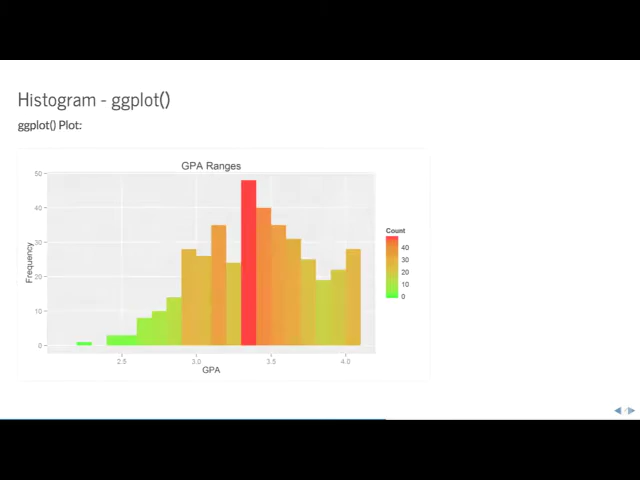 Histogram - ggplot()
ggplot() Plot:
GPA Ranges
50
40
30
20
10
0
Frequency
2.5 3.0 3.5 4.0
GPA
Count
40
30
20
10
0